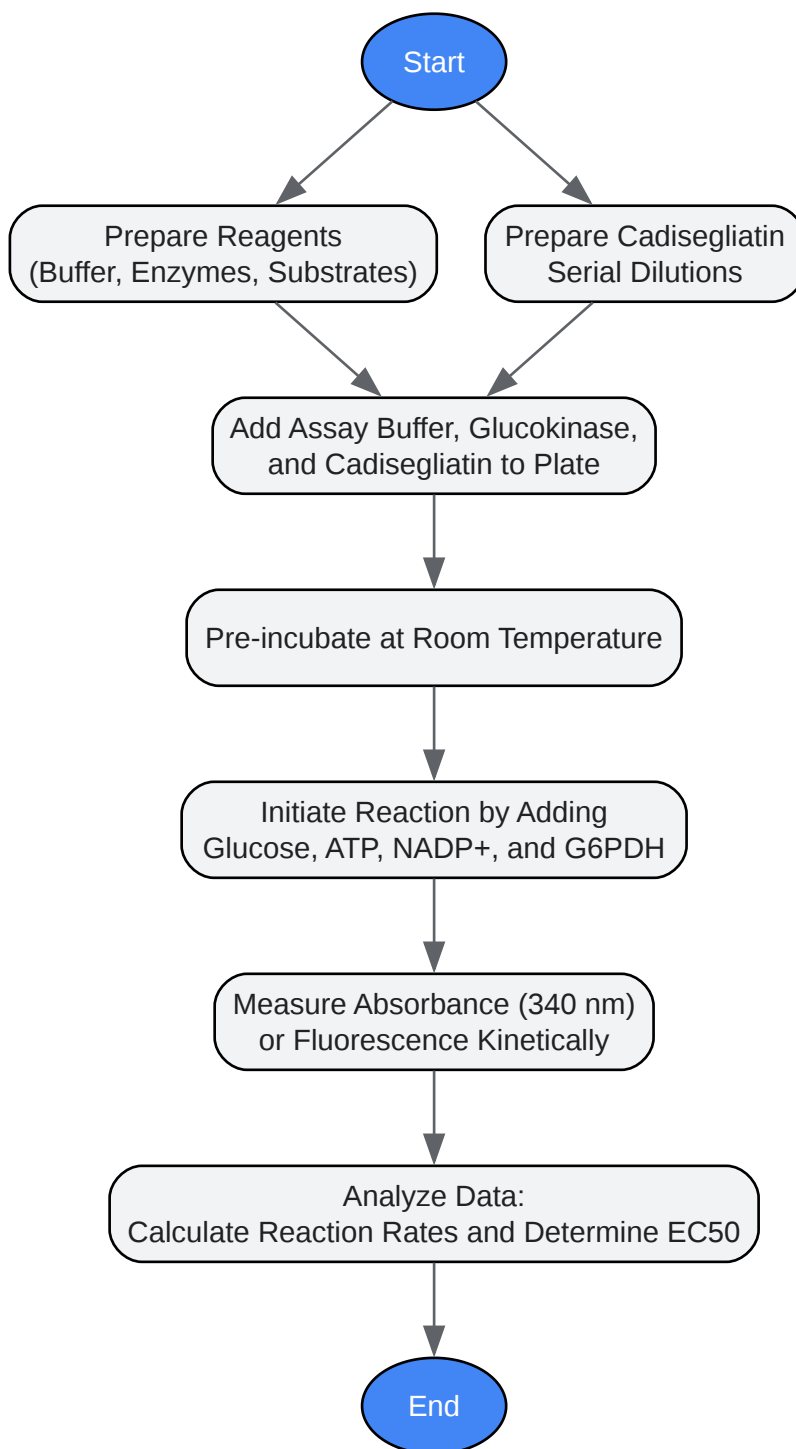 Start
Prepare Reagents
(Buffer, Enzymes, Substrates)
Prepare Cadisegliatin
Serial Dilutions
Add Assay Buffer, Glucokinase,
and Cadisegliatin to Plate
Pre-incubate at Room Temperature
Initiate Reaction by Adding
Glucose, ATP, NADP+, and G6PDH
Measure Absorbance (340 nm)
or Fluorescence Kinetically
Analyze Data:
Calculate Reaction Rates and Determine EC50
End